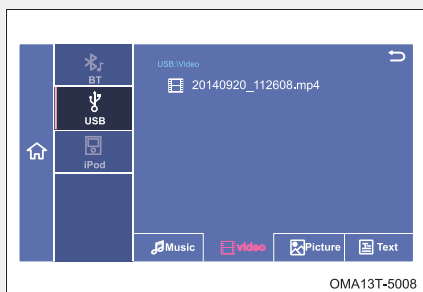 BT
USB:\Video
20140920_112608.mp4
USB
iPod
Music
video
Picture
Text
OMA13T-5008